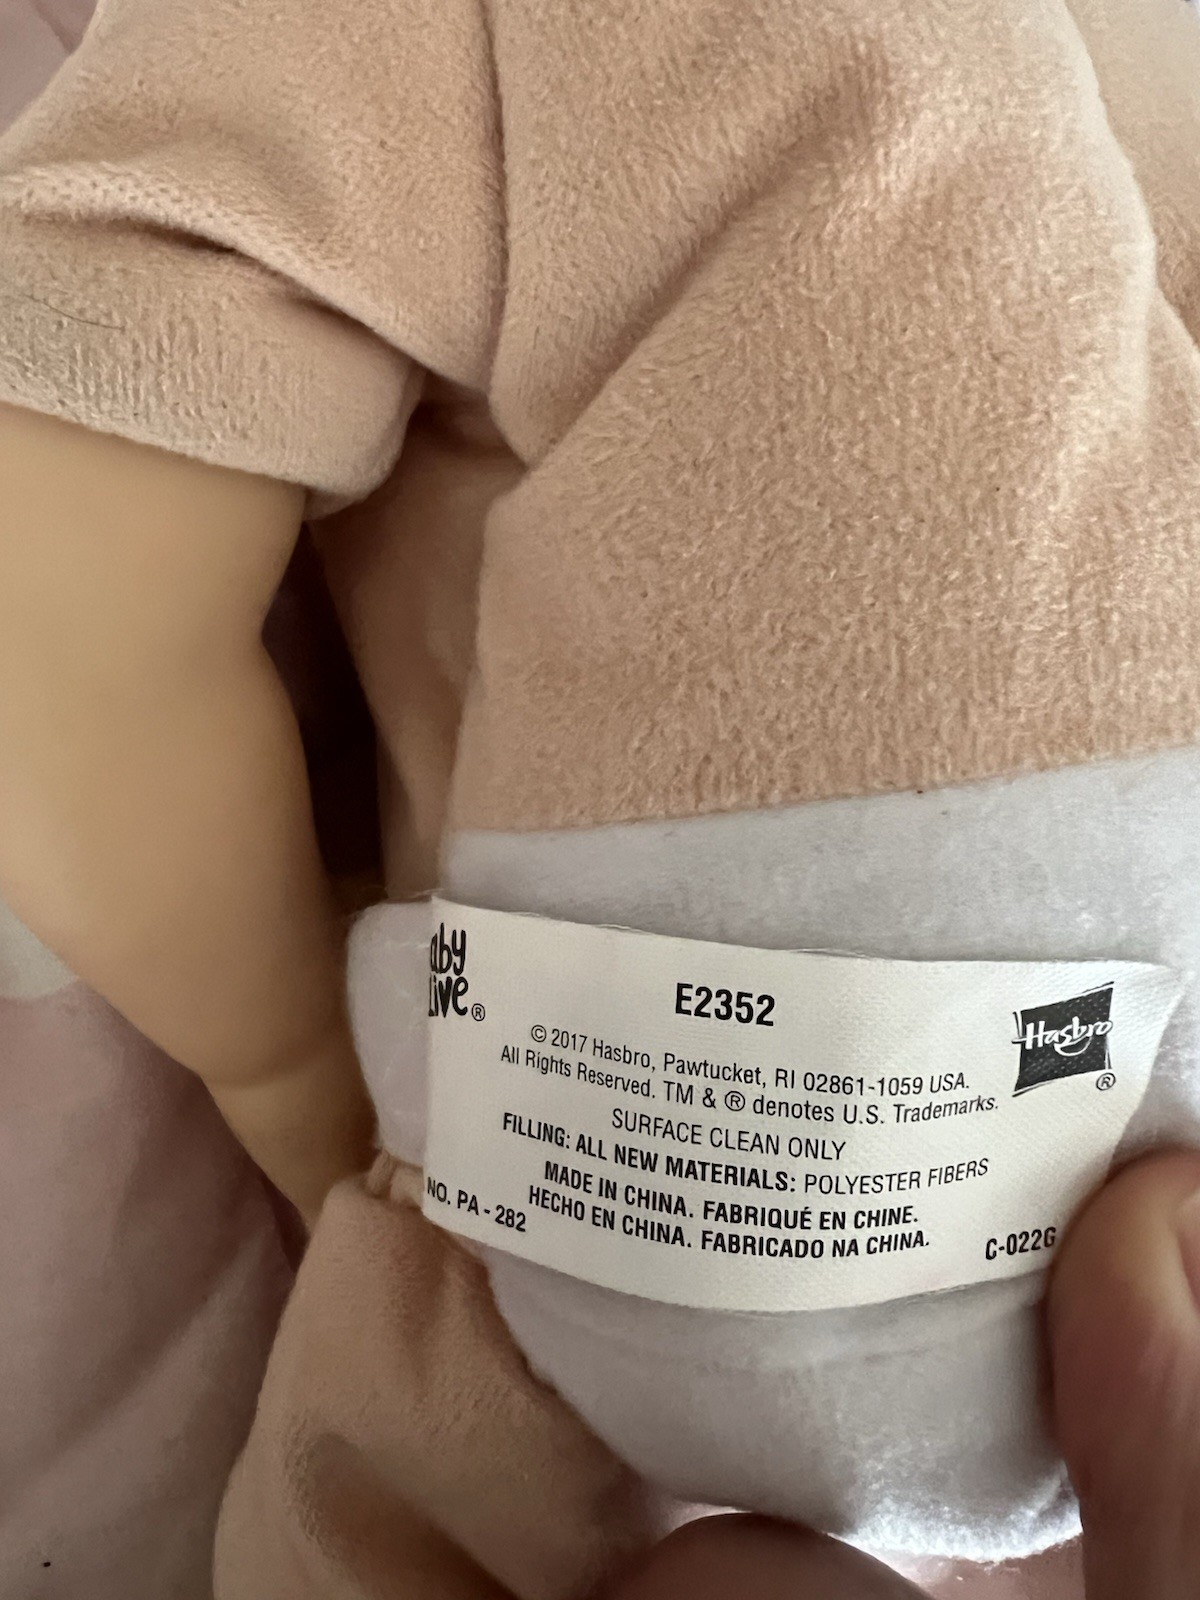 aby
live®
E2352
Hasbro
®
© 2017 Hasbro, Pawtucket, RI 02861-1059 USA.
All Rights Reserved. TM & ® denotes U.S. Trademarks.
SURFACE CLEAN ONLY
FILLING: ALL NEW MATERIALS: POLYESTER FIBERS
MADE IN CHINA. FABRIQUÉ EN CHINE.
HECHO EN CHINA. FABRICADO NA CHINA.
NO. PA - 282
C-022G